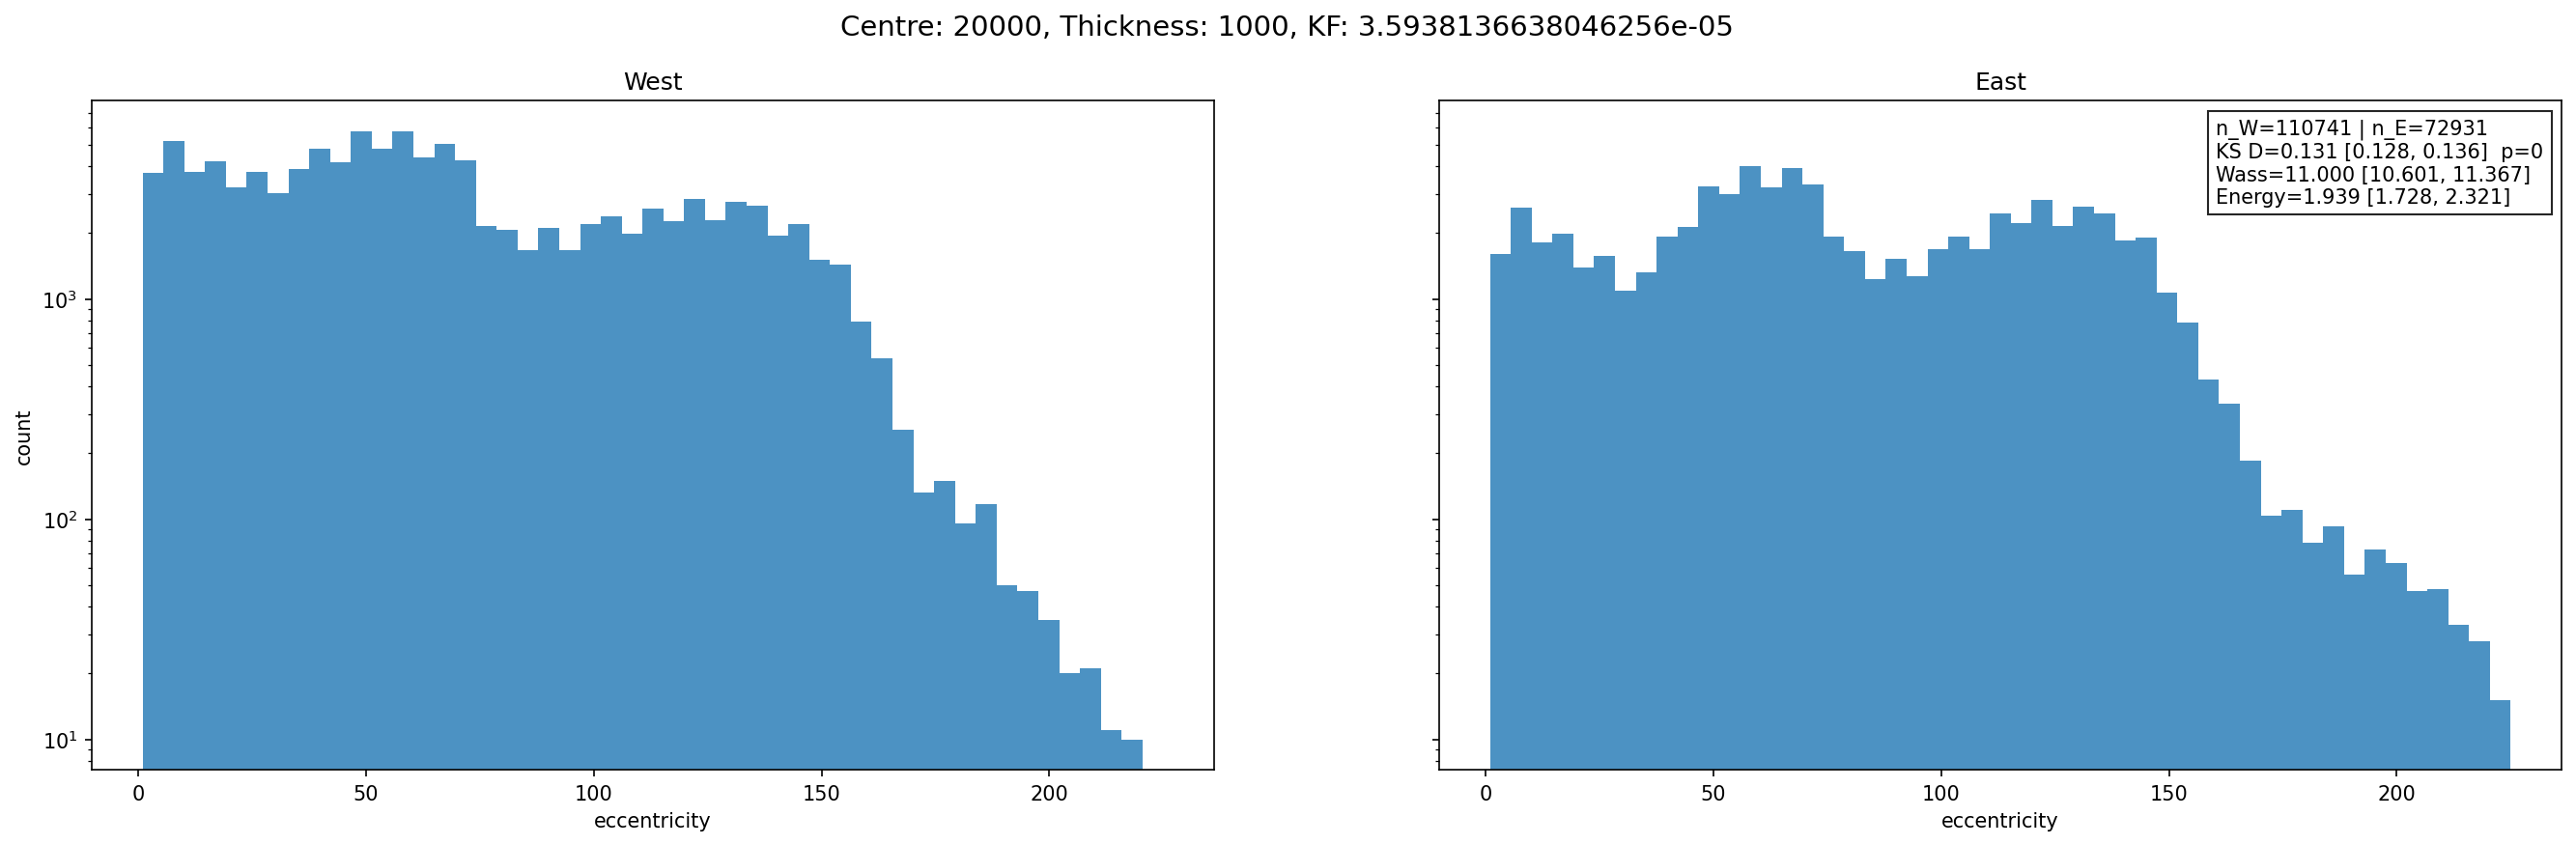 Centre: 20000, Thickness: 1000, KF: 3.5938136638046256e-05
West
East
n_W=110741 | n_E=72931
KS D=0.131 [0.128, 0.136]  p=0
Wass=11.000 [10.601, 11.367]
Energy=1.939 [1.728, 2.321]
count
10³
10²
10¹
0 50 100 150 200
eccentricity
0 50 100 150 200
eccentricity